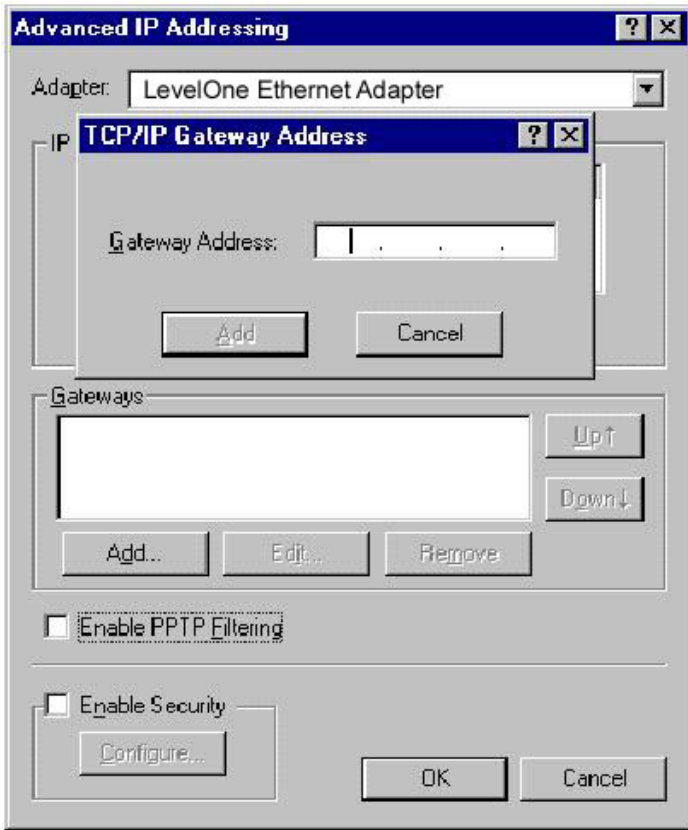 Advanced IP Addressing
Adapter: LevelOne Ethernet Adapter
IP
TCP/IP Gateway Address
Gateway Address: . . .
Add Cancel
Gateways
Up↑
Down↓
Add... Edit... Remove
Enable PPTP Filtering
Enable Security
Configure...
OK Cancel